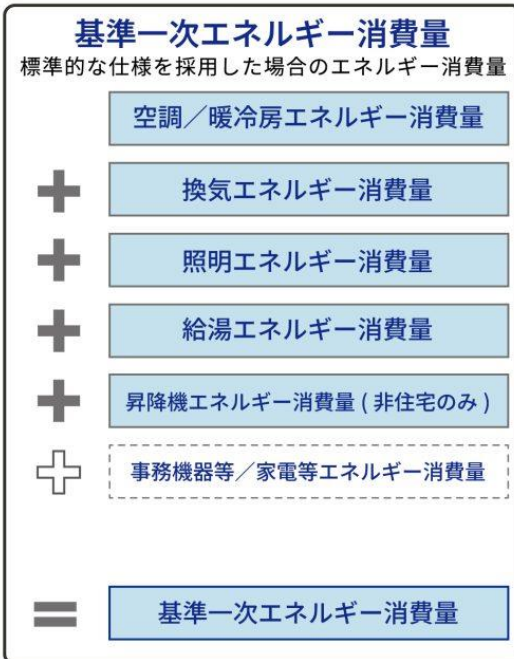 基準一次エネルギー消費量
標準的な仕様を採用した場合のエネルギー消費量
空調／暖冷房エネルギー消費量
+ 換気エネルギー消費量
+ 照明エネルギー消費量
+ 給湯エネルギー消費量
+ 昇降機エネルギー消費量 ( 非住宅のみ )
+ 事務機器等／家電等エネルギー消費量
= 基準一次エネルギー消費量